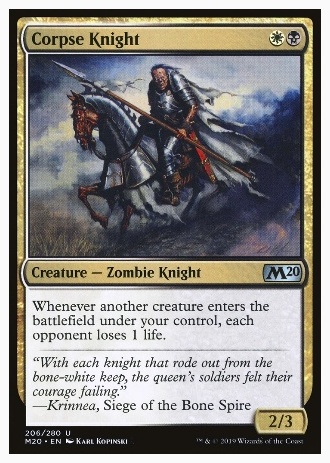 Corpse Knight
Creature — Zombie Knight
M20
Whenever another creature enters the
battlefield under your control, each
opponent loses 1 life.
"With each knight that rode out from the
bone-white keep, the queen's soldiers felt their
courage failing."
—Krinnea, Siege of the Bone Spire
2/3
206/280 U
M20 • EN Karl Kopinski
™ & © 2019 Wizards of the Coast